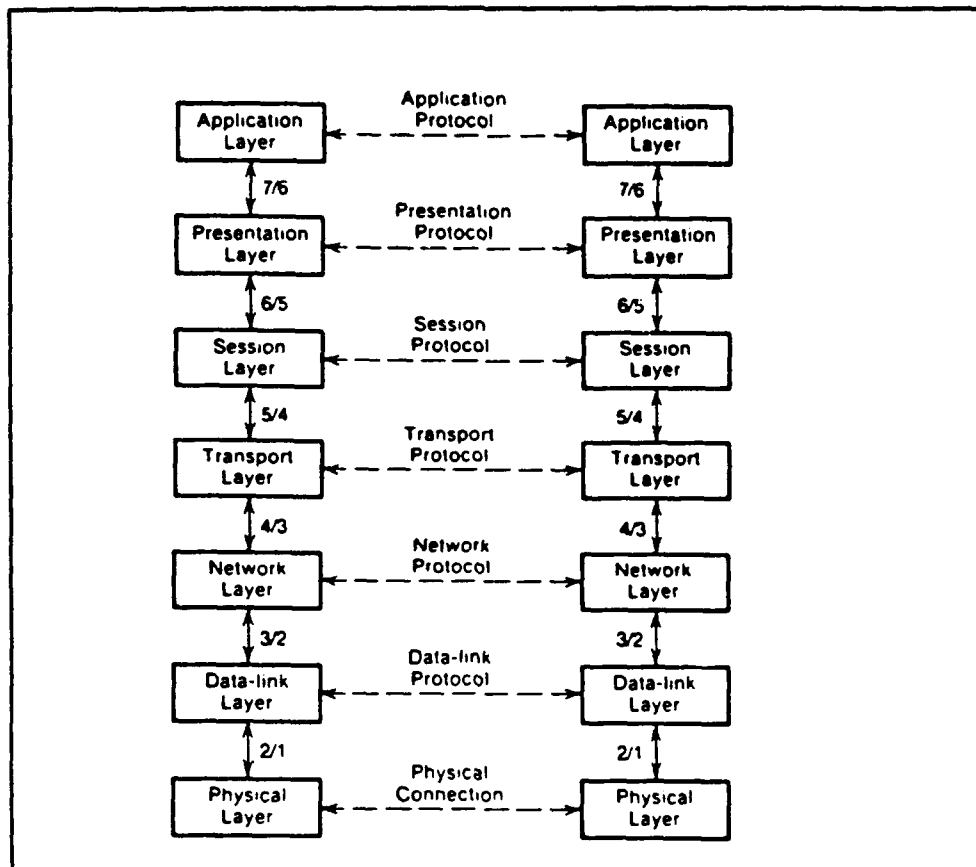 Application
Protocol
Application
Layer
Application
Layer
7/6
7/6
Presentation
Protocol
Presentation
Layer
Presentation
Layer
6/5
6/5
Session
Protocol
Session
Layer
Session
Layer
5/4
5/4
Transport
Protocol
Transport
Layer
Transport
Layer
4/3
4/3
Network
Protocol
Network
Layer
Network
Layer
3/2
3/2
Data-link
Protocol
Data-link
Layer
Data-link
Layer
2/1
2/1
Physical
Connection
Physical
Layer
Physical
Layer